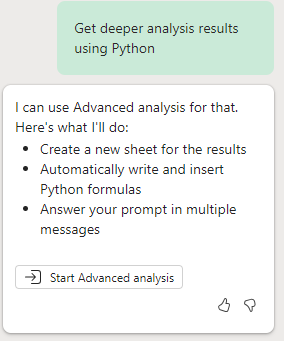 Get deeper analysis results
using Python
I can use Advanced analysis for that.
Here's what I'll do:
• Create a new sheet for the results
• Automatically write and insert
Python formulas
• Answer your prompt in multiple
messages
Start Advanced analysis